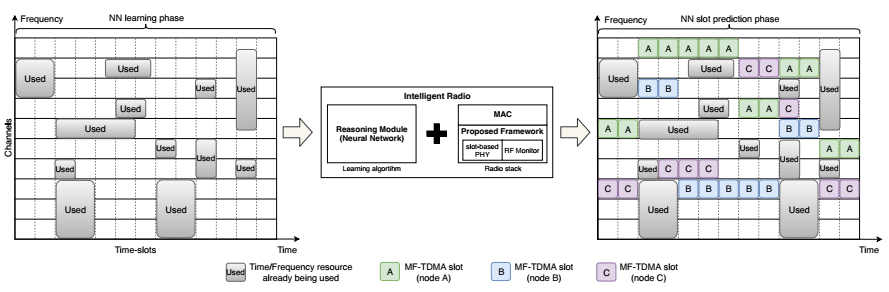 Frequency
NN learning phase
Used
Used
Used
Used
Used
Used
Used
Used
Used
Used
Used
Used
Channels
Time-slots
Time
Intelligent Radio
Reasoning Module
(Neural Network)
Learning algorithm
MAC
Proposed Framework
slot-based
PHY
RF Monitor
Radio stack
Frequency
NN slot prediction phase
A A A A A
Used
Used
C C A A
Used
B B
Used
Used
A A C
A A
Used
B B
Used
Used
A A
Used
C C C
Used
C C
Used
B B B B B
Used
C C
Time
Used
Time/Frequency resource
already being used
A
MF-TDMA slot
(node A)
B
MF-TDMA slot
(node B)
C
MF-TDMA slot
(node C)